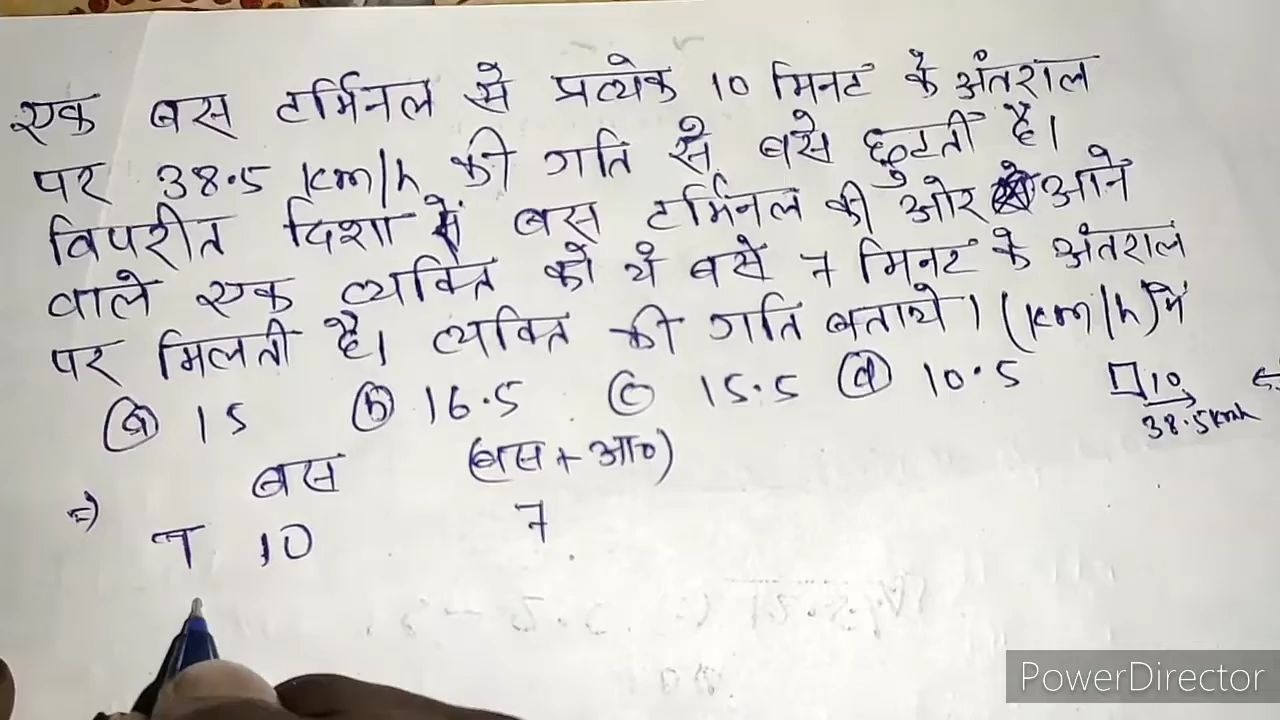 एक बस टर्मिनल से प्रत्येक 10 मिनट के अंतराल
पर 38.5 km/h की गति से बसे छुटती है।
विपरीत दिशा में बस टर्मिनल की ओर आने
वाले एक व्यक्ति को ये बसे 7 मिनट के अंतराल
पर मिलती है। व्यक्ति की गति बताये। (km/h) में
(a) 15 (b) 16.5 (c) 15.5 (d) 10.5
10
38.5 kmh
बस (बस + आ०)
⇒ T 10 7
PowerDirector